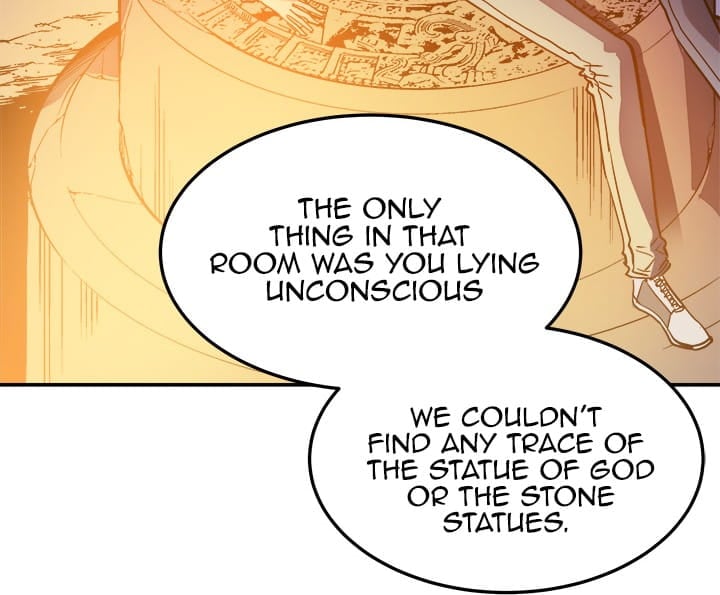 THE ONLY
THING IN THAT
ROOM WAS YOU LYING
UNCONSCIOUS
WE COULDN'T
FIND ANY TRACE OF
THE STATUE OF GOD
OR THE STONE
STATUES.